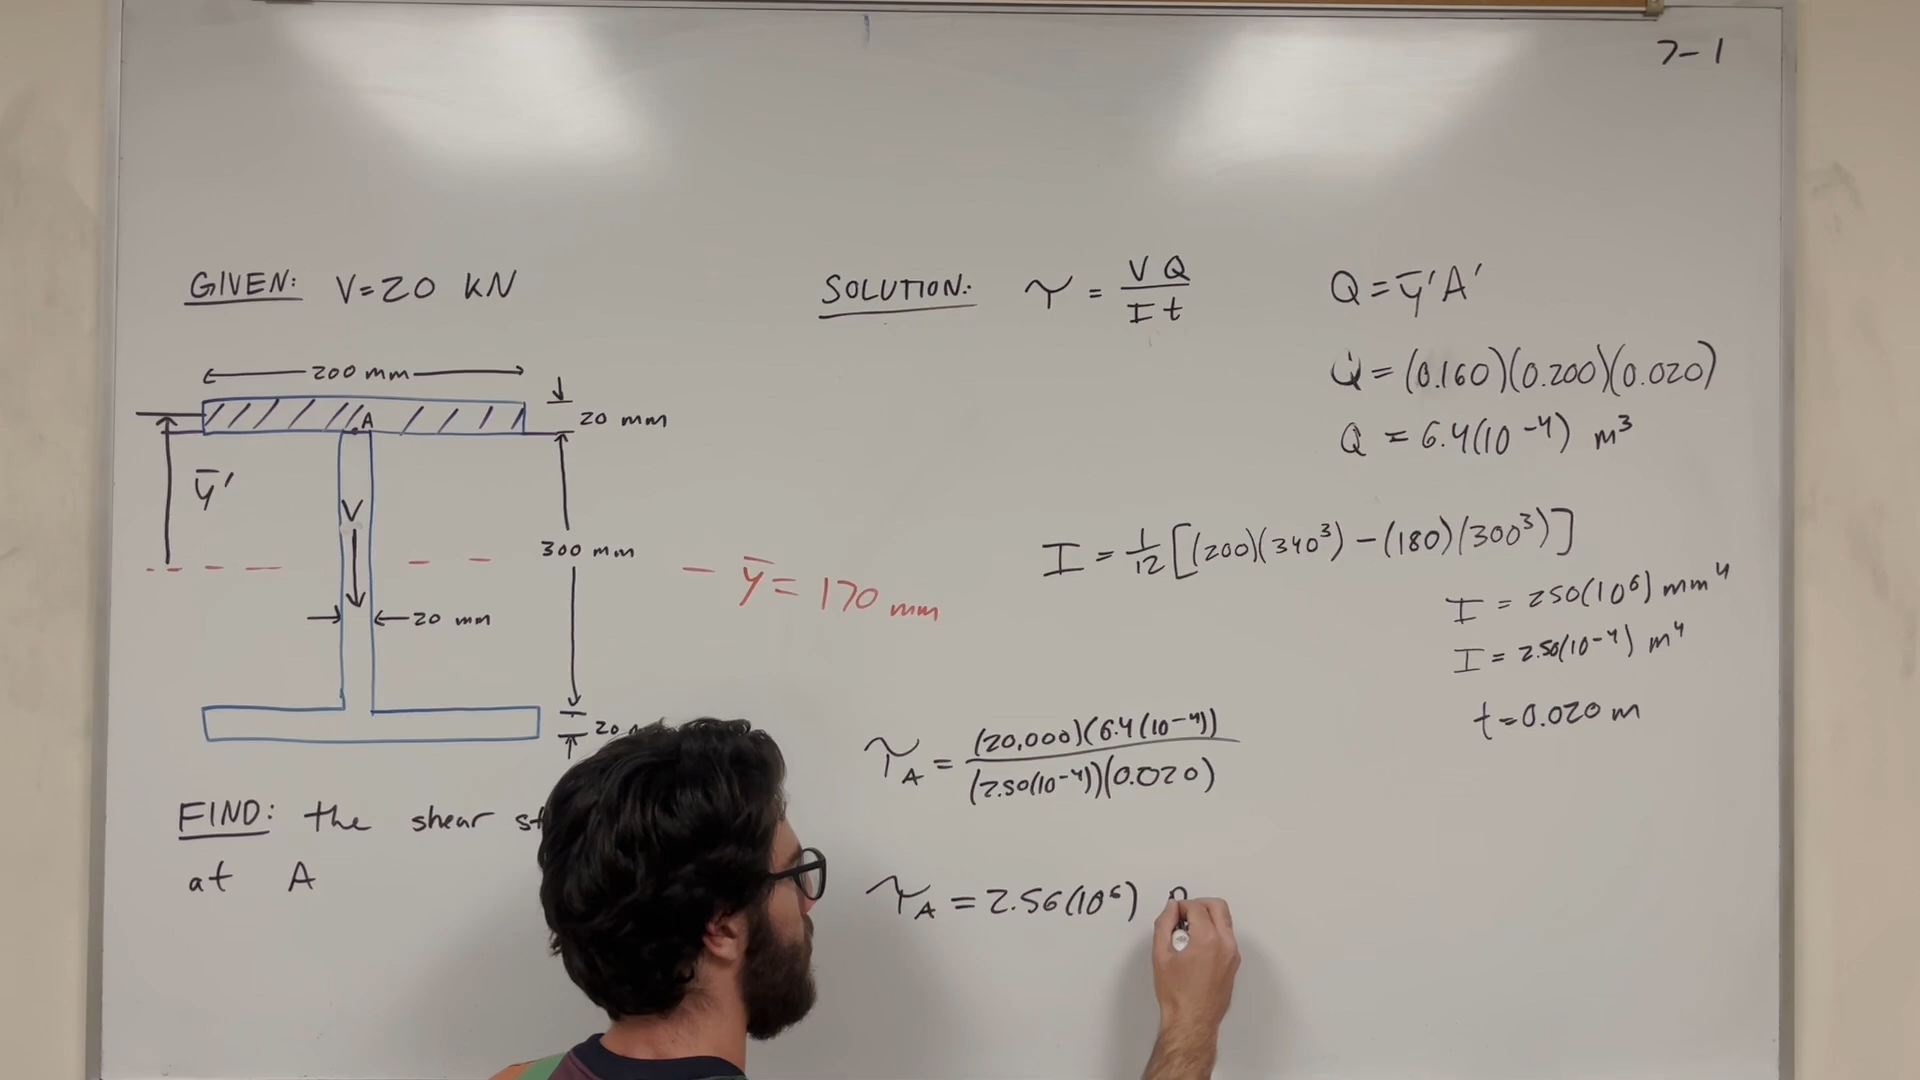 7-1
GIVEN: V=20 kN
200 mm
A
20 mm
ȳ'
V
300 mm
20 mm
ȳ = 170 mm
20
FIND: the shear
at A
SOLUTION: τ = VQ / It
Q = ȳ'A'
Q = (0.160)(0.200)(0.020)
Q = 6.4(10⁻⁴) m³
I = 1/12 [(200)(340³) − (180)(300³)]
I = 250(10⁶) mm⁴
I = 2.50(10⁻⁴) m⁴
t = 0.020 m
τ_A = (20,000)(6.4(10⁻⁴)) / (2.50(10⁻⁴))(0.020)
τ_A = 2.56(10⁶)